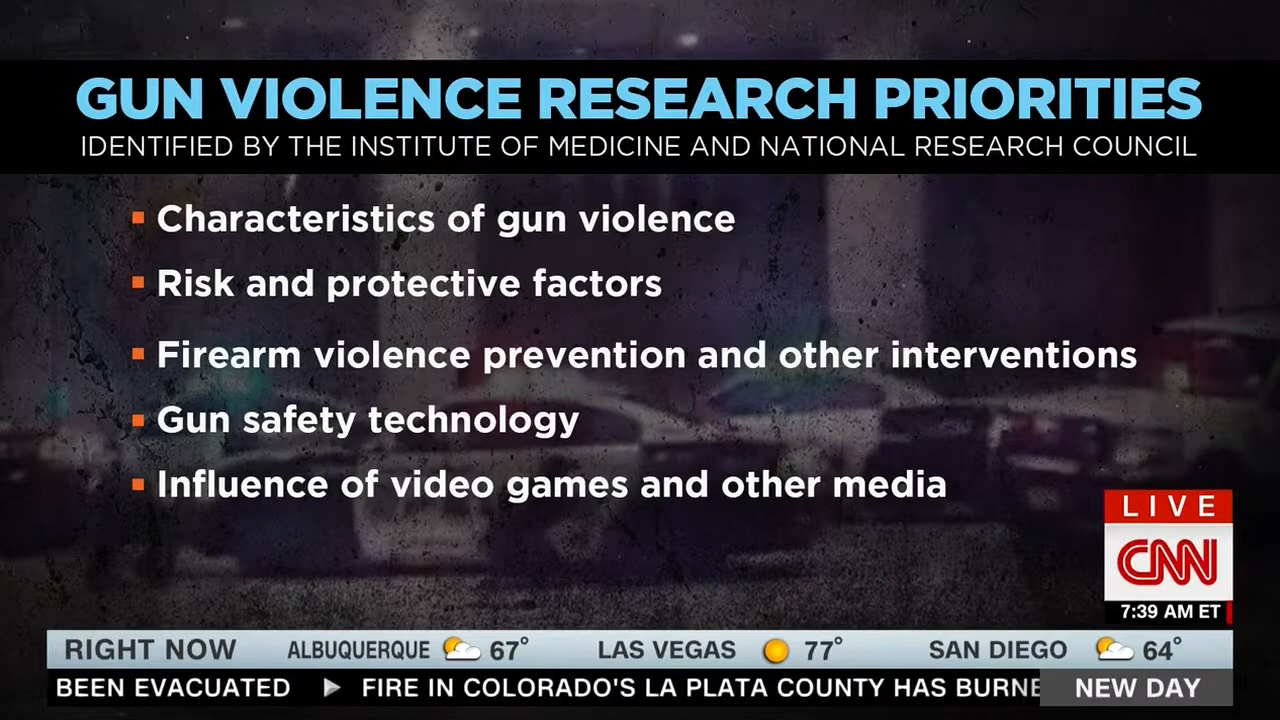 GUN VIOLENCE RESEARCH PRIORITIES
IDENTIFIED BY THE INSTITUTE OF MEDICINE AND NATIONAL RESEARCH COUNCIL
Characteristics of gun violence
Risk and protective factors
Firearm violence prevention and other interventions
Gun safety technology
Influence of video games and other media
LIVE
CNN
7:39 AM ET
RIGHT NOW ALBUQUERQUE 67° LAS VEGAS 77° SAN DIEGO 64°
BEEN EVACUATED FIRE IN COLORADO'S LA PLATA COUNTY HAS BURNE NEW DAY